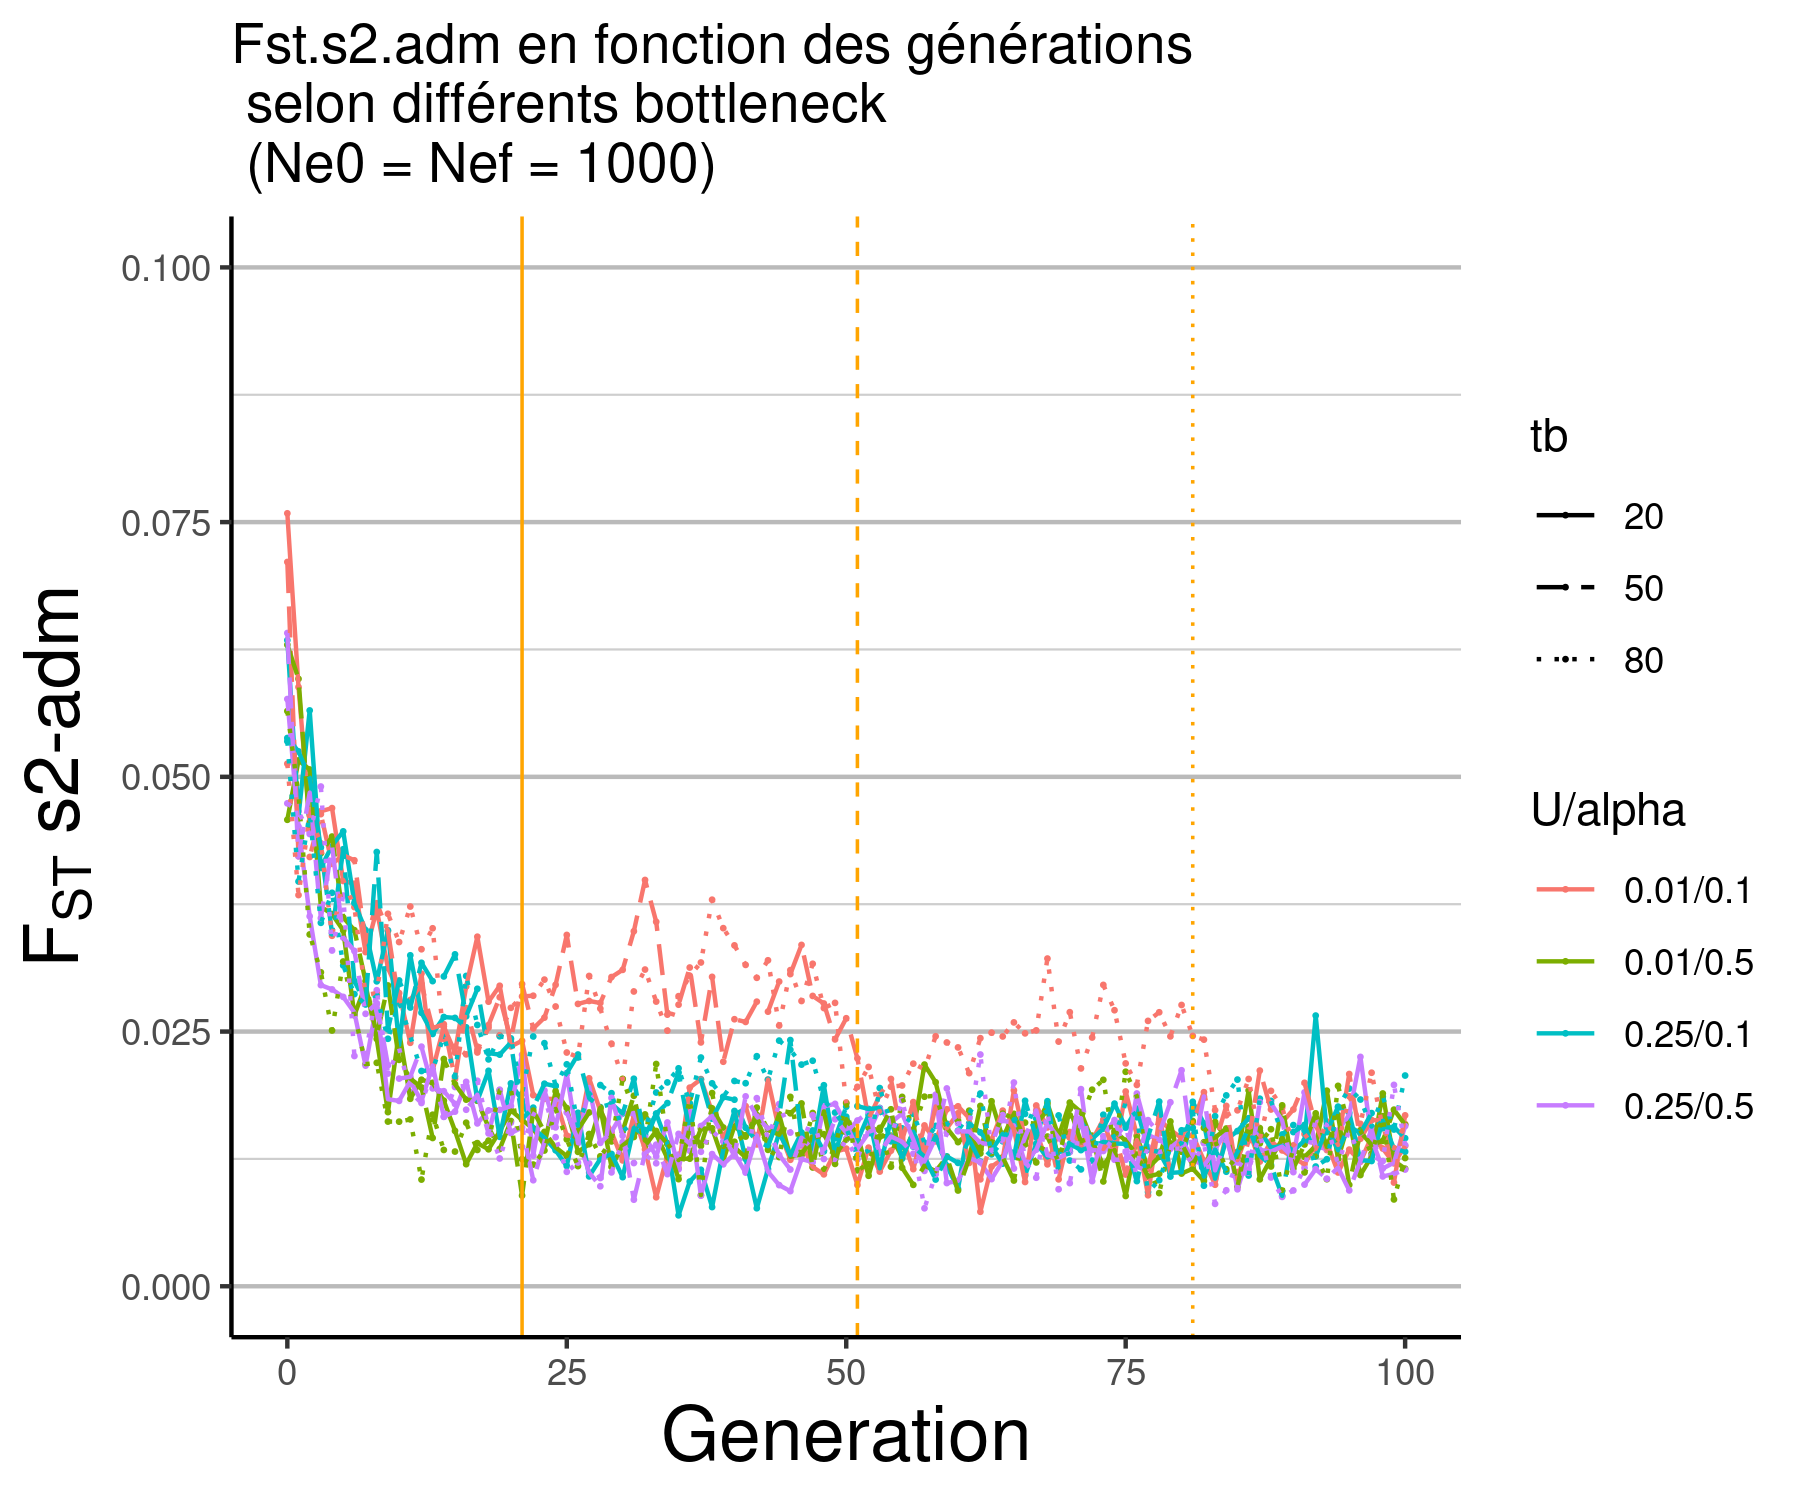 Fst.s2.adm en fonction des générations
selon différents bottleneck
(Ne0 = Nef = 1000)
F_ST s2-adm
0.100
0.075
0.050
0.025
0.000
0
25
50
75
100
Generation
tb
20
50
80
U/alpha
0.01/0.1
0.01/0.5
0.25/0.1
0.25/0.5